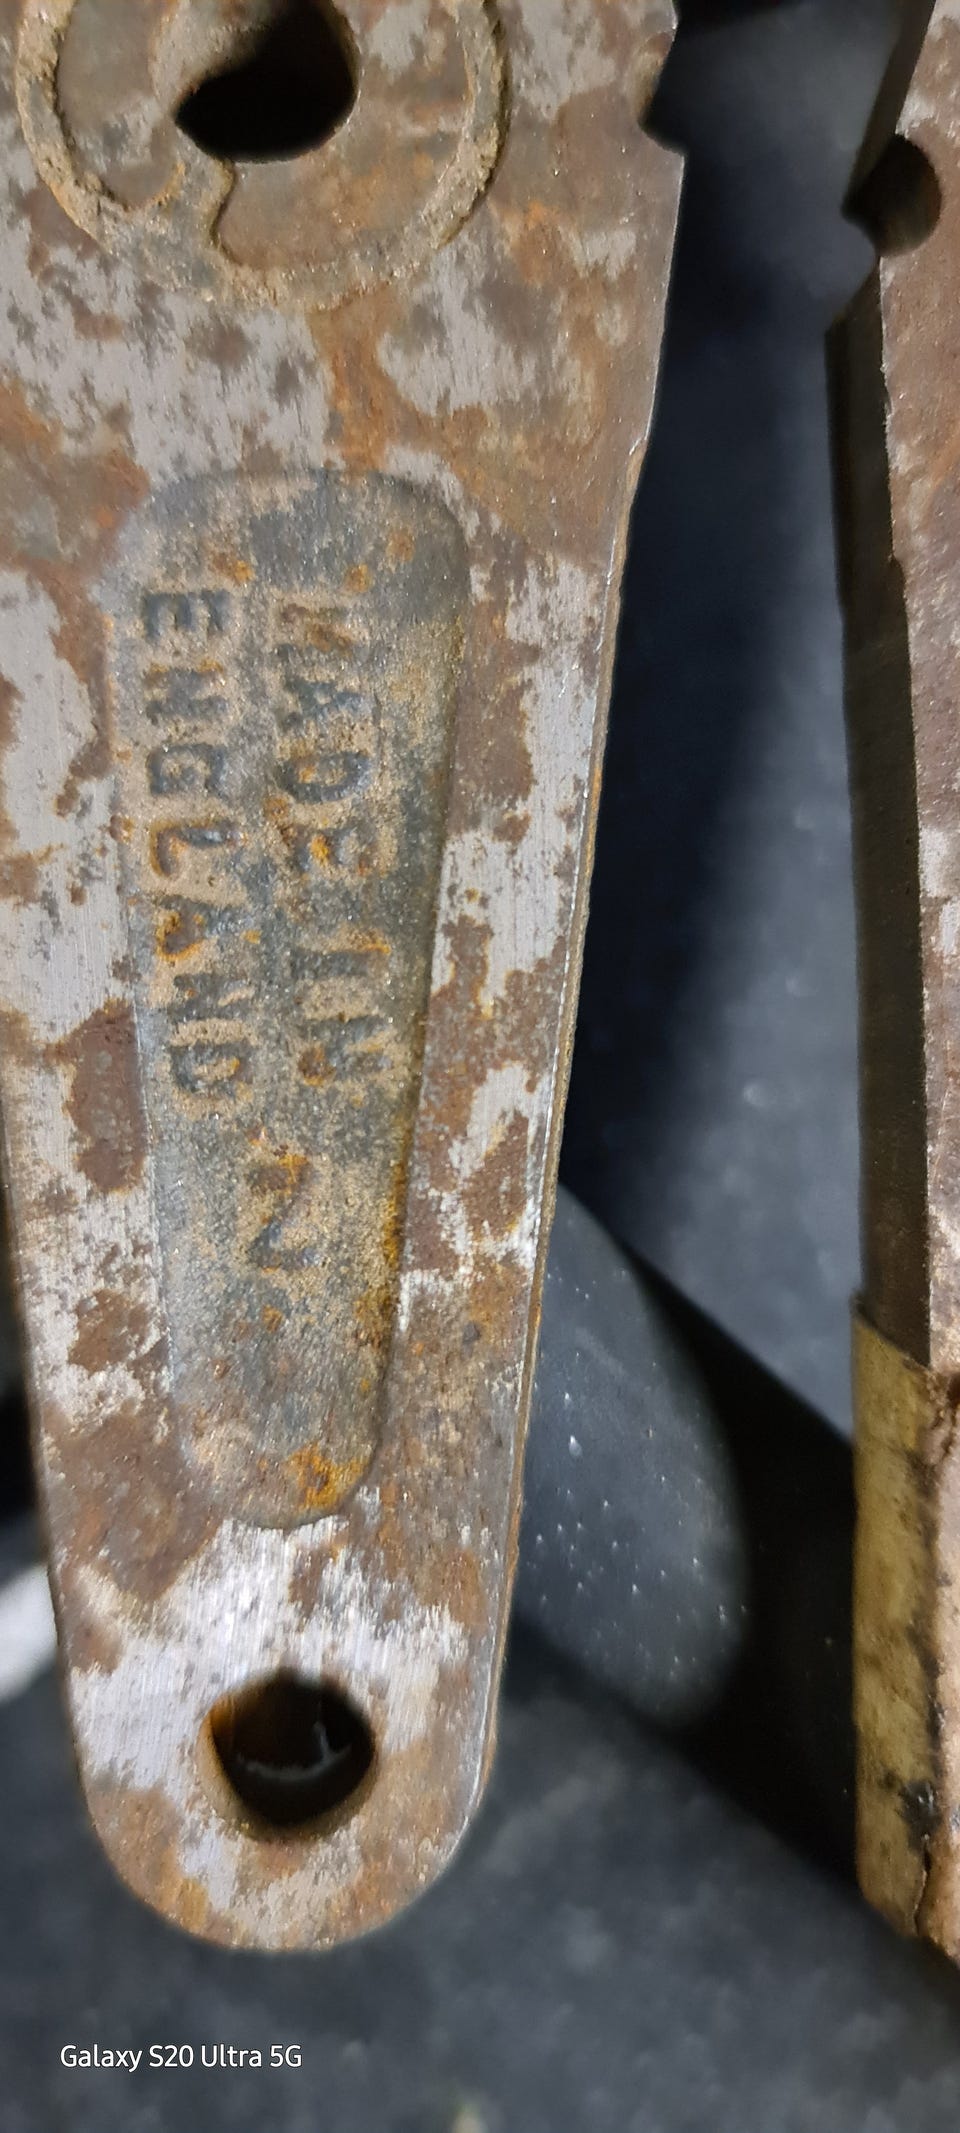 MADE IN
ENGLAND
N
Galaxy S20 Ultra 5G